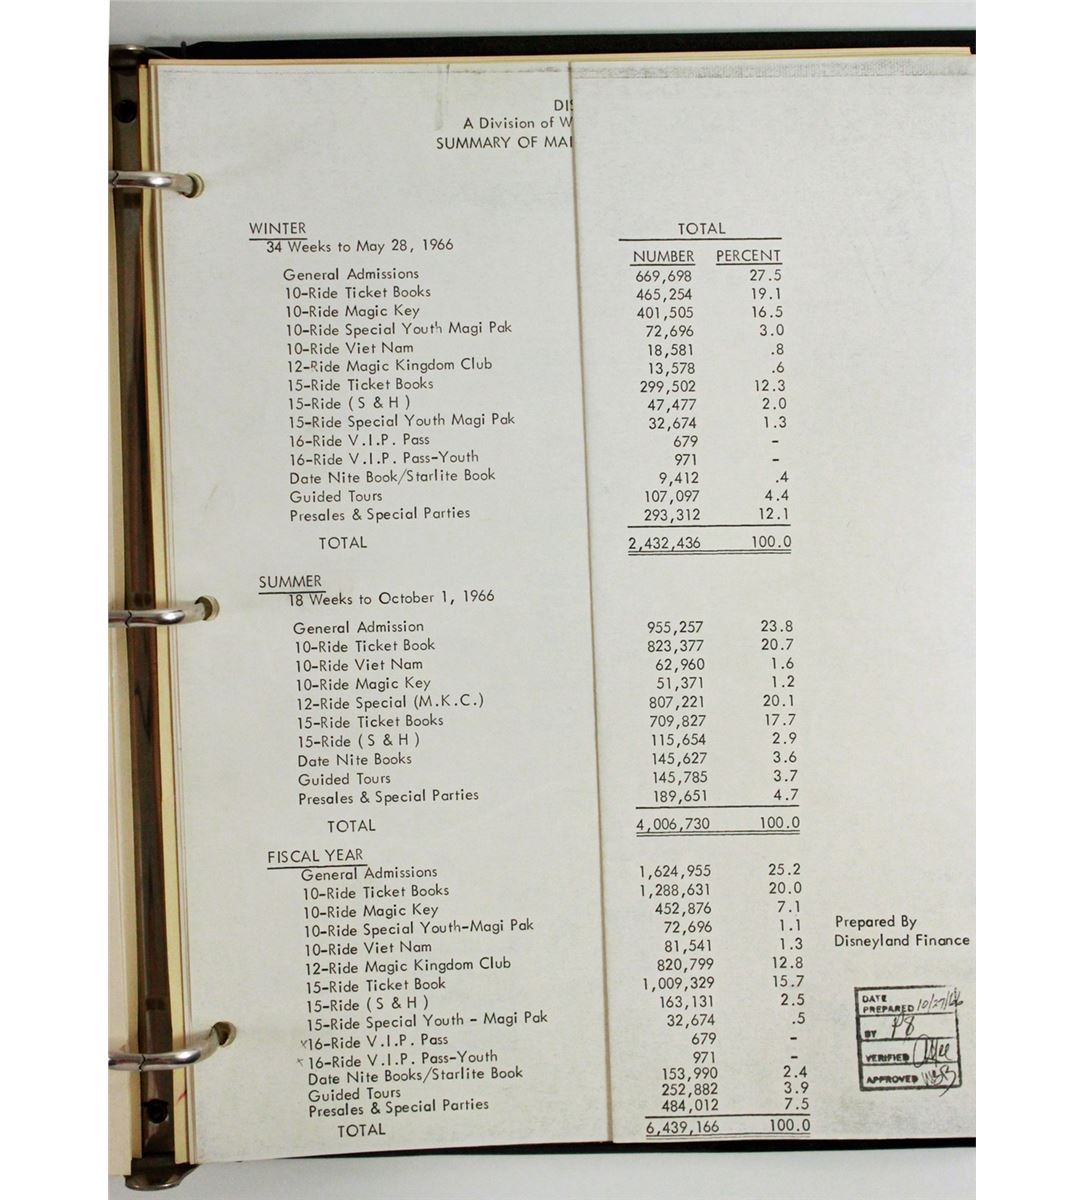 DIS
A Division of W
SUMMARY OF MAI
WINTER TOTAL
34 Weeks to May 28, 1966 NUMBER PERCENT
General Admissions 669,698 27.5
10-Ride Ticket Books 465,254 19.1
10-Ride Magic Key 401,505 16.5
10-Ride Special Youth Magi Pak 72,696 3.0
10-Ride Viet Nam 18,581 .8
12-Ride Magic Kingdom Club 13,578 .6
15-Ride Ticket Books 299,502 12.3
15-Ride ( S & H ) 47,477 2.0
15-Ride Special Youth Magi Pak 32,674 1.3
16-Ride V.I.P. Pass 679 -
16-Ride V.I.P. Pass-Youth 971 -
Date Nite Book/Starlite Book 9,412 .4
Guided Tours 107,097 4.4
Presales & Special Parties 293,312 12.1
TOTAL 2,432,436 100.0
SUMMER
18 Weeks to October 1, 1966
General Admission 955,257 23.8
10-Ride Ticket Book 823,377 20.7
10-Ride Viet Nam 62,960 1.6
10-Ride Magic Key 51,371 1.2
12-Ride Special (M.K.C.) 807,221 20.1
15-Ride Ticket Books 709,827 17.7
15-Ride ( S & H ) 115,654 2.9
Date Nite Books 145,627 3.6
Guided Tours 145,785 3.7
Presales & Special Parties 189,651 4.7
TOTAL 4,006,730 100.0
FISCAL YEAR
General Admissions 1,624,955 25.2
10-Ride Ticket Books 1,288,631 20.0
10-Ride Magic Key 452,876 7.1
10-Ride Special Youth-Magi Pak 72,696 1.1
10-Ride Viet Nam 81,541 1.3
12-Ride Magic Kingdom Club 820,799 12.8
15-Ride Ticket Book 1,009,329 15.7
15-Ride ( S & H ) 163,131 2.5
15-Ride Special Youth - Magi Pak 32,674 .5
x16-Ride V.I.P. Pass 679 -
x 16-Ride V.I.P. Pass-Youth 971 -
Date Nite Books/Starlite Book 153,990 2.4
Guided Tours 252,882 3.9
Presales & Special Parties 484,012 7.5
TOTAL 6,439,166 100.0
Prepared By
Disneyland Finance
DATE
PREPARED 10/27/66
BY
VERIFIED
APPROVED